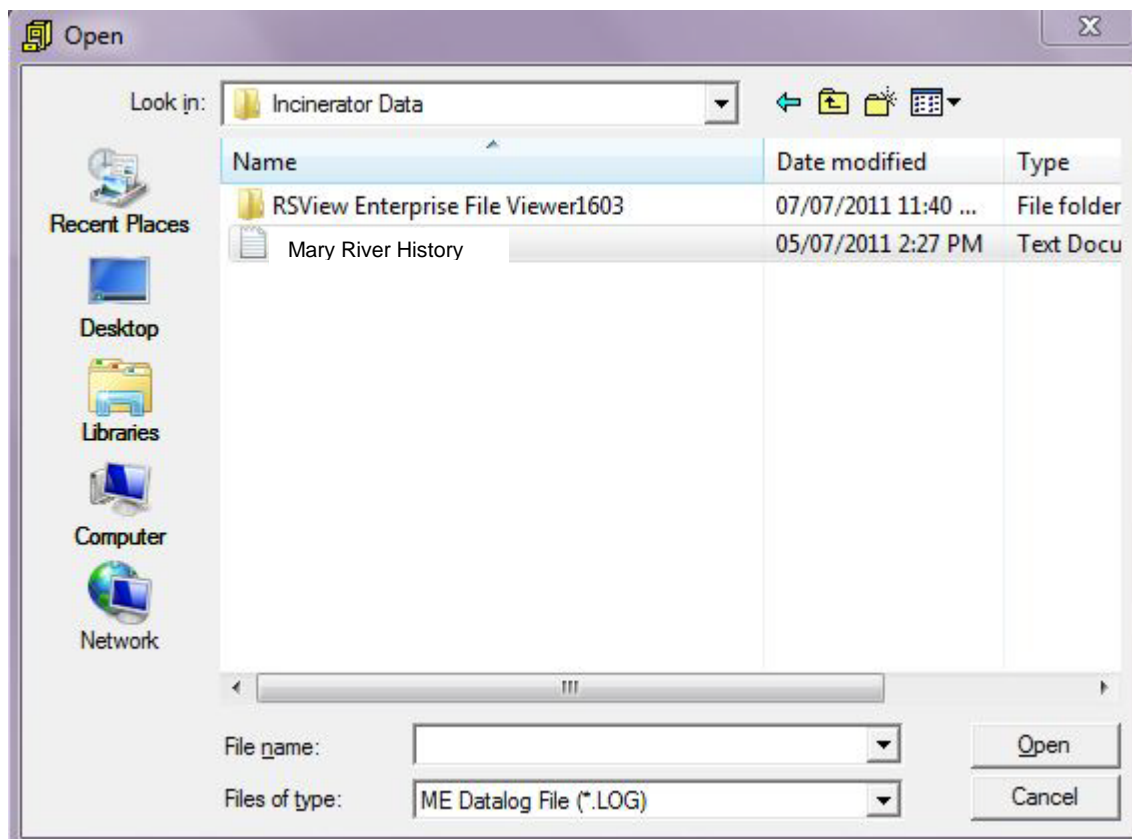 Open
Look in: Incinerator Data
Name Date modified Type
RSView Enterprise File Viewer1603 07/07/2011 11:40 ... File folder
Mary River History 05/07/2011 2:27 PM Text Docu
Recent Places
Desktop
Libraries
Computer
Network
File name: Open
Files of type: ME Datalog File (*.LOG) Cancel